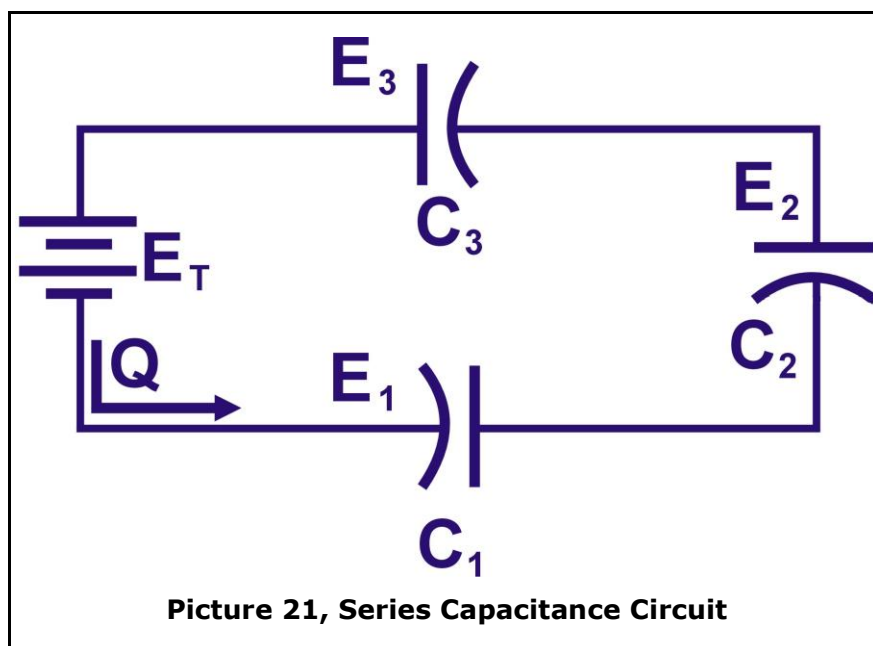 E3
C3
E2
ET
C2
Q
E1
C1
Picture 21, Series Capacitance Circuit